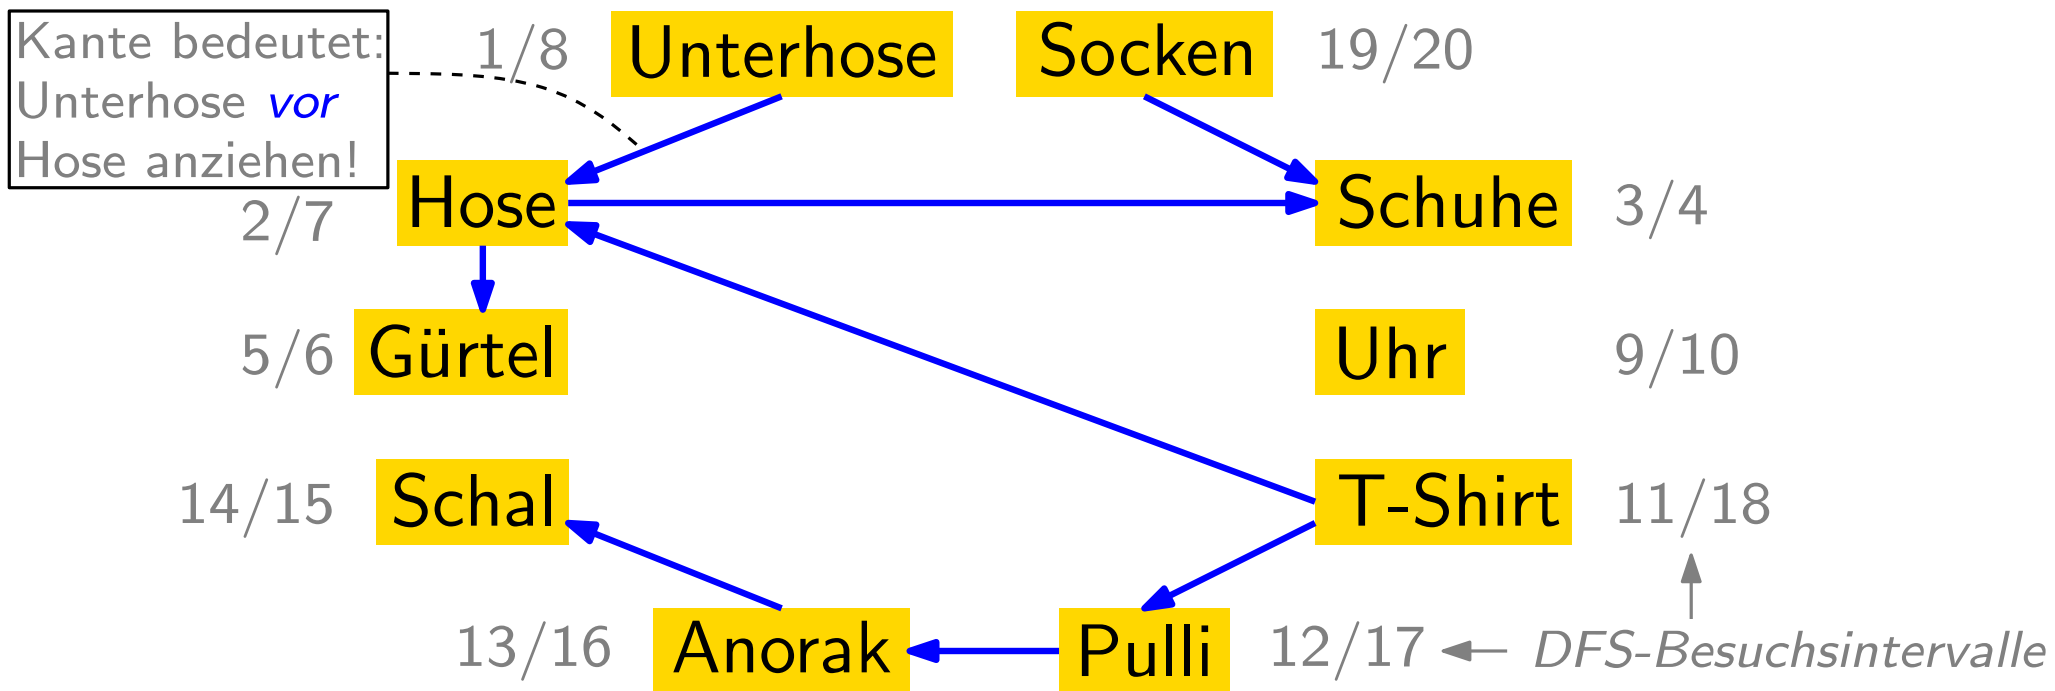 Kante bedeutet:
Unterhose vor
Hose anziehen!
1/8
Unterhose
Socken
19/20
2/7
Hose
Schuhe
3/4
5/6
Gürtel
Uhr
9/10
14/15
Schal
T-Shirt
11/18
13/16
Anorak
Pulli
12/17
DFS-Besuchsintervalle